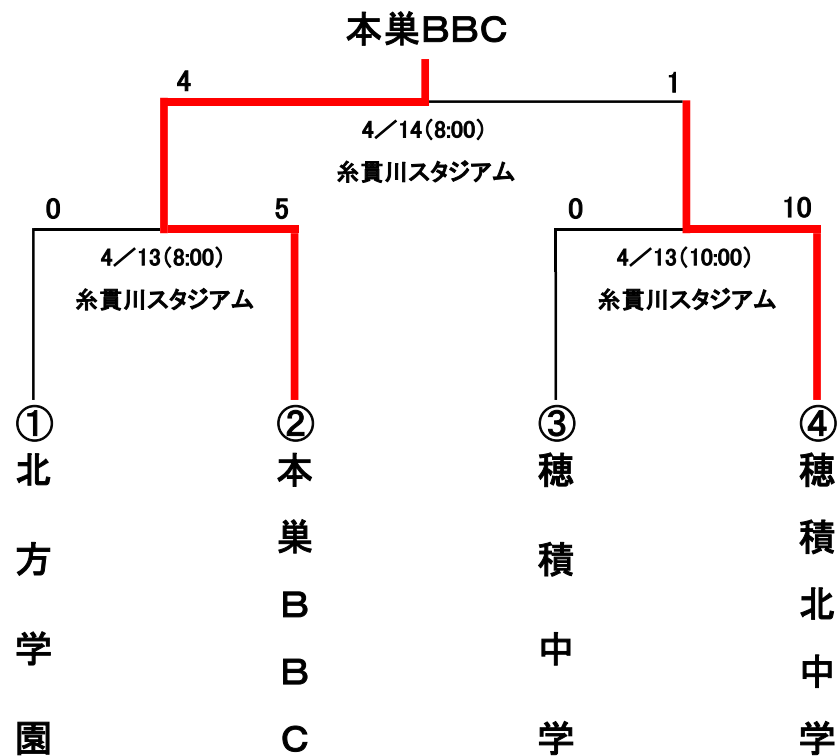 本巣BBC
4
1
4/14(8:00)
糸貫川スタジアム
0
5
0
10
4/13(8:00)
4/13(10:00)
糸貫川スタジアム
糸貫川スタジアム
①
②
③
④
北方学園
本巣BBC
穂積中学
穂積北中学